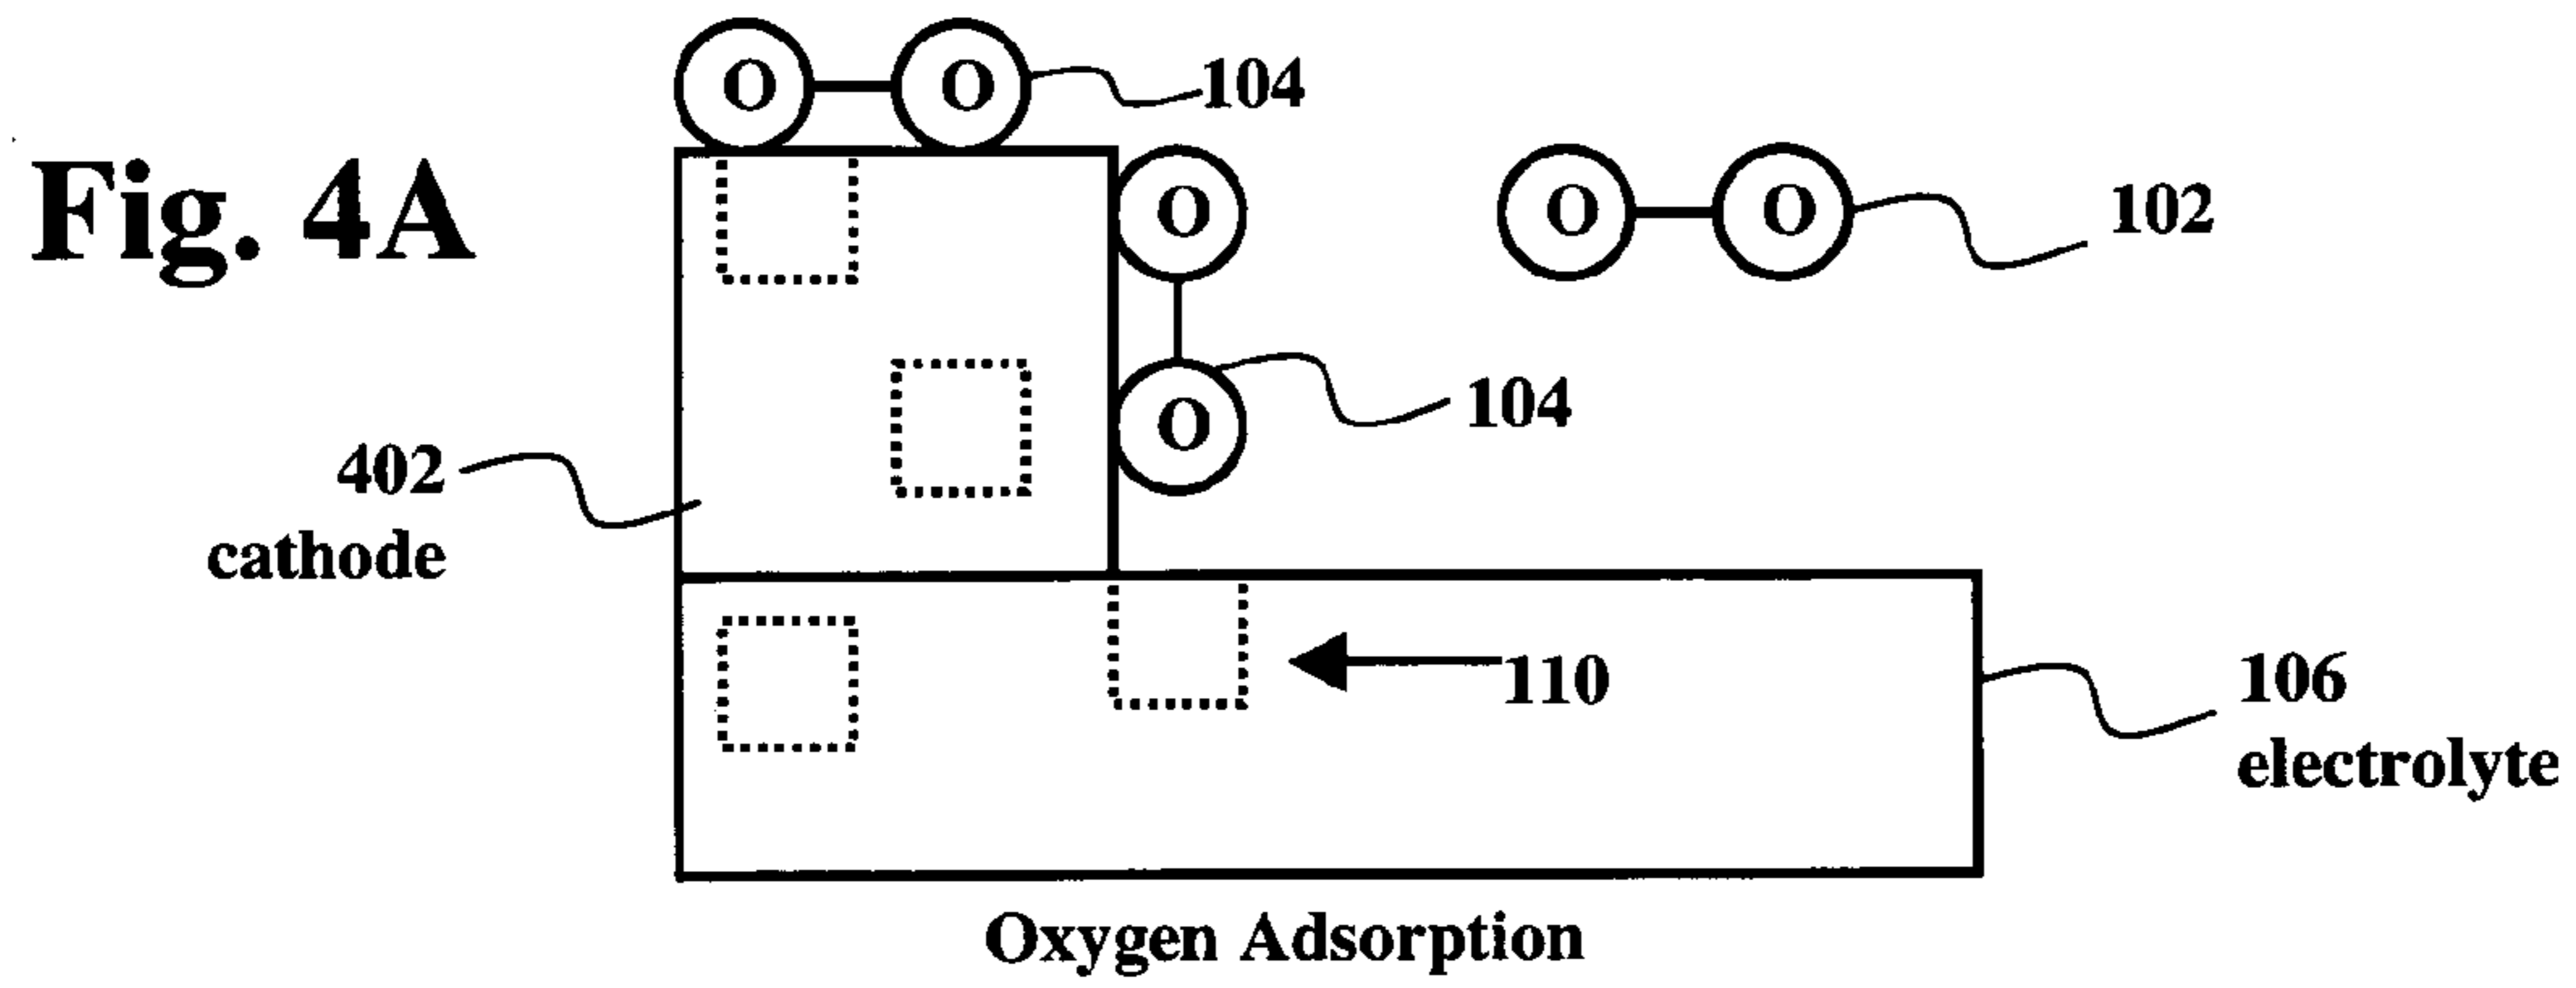 Fig. 4A
O O 104
O
O O 102
O 104
402
cathode
110
106
electrolyte
Oxygen Adsorption